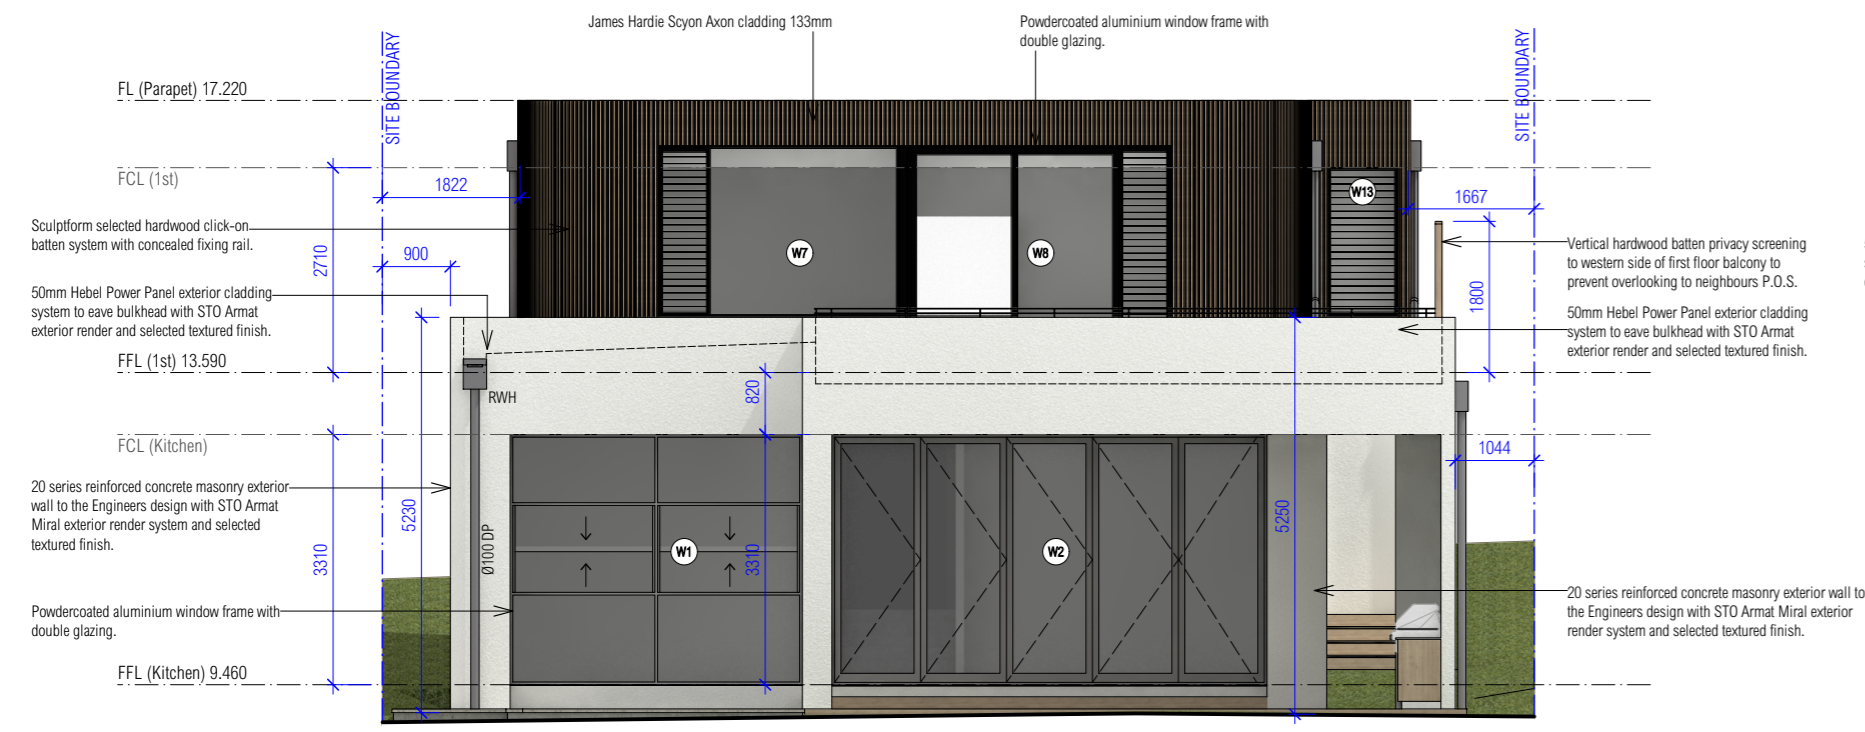 James Hardie Scyon Axon cladding 133mm
Powdercoated aluminium window frame with
double glazing.
SITE BOUNDARY
SITE BOUNDARY
FL (Parapet) 17.220
FCL (1st)
1822
W13
1667
Sculptform selected hardwood click-on
batten system with concealed fixing rail.
2710
900
W7
W8
Vertical hardwood batten privacy screening
to western side of first floor balcony to
prevent overlooking to neighbours P.O.S.
1800
50mm Hebel Power Panel exterior cladding
system to eave bulkhead with STO Armat
exterior render and selected textured finish.
50mm Hebel Power Panel exterior cladding
system to eave bulkhead with STO Armat
exterior render and selected textured finish.
FFL (1st) 13.590
RWH
820
FCL (Kitchen)
1044
20 series reinforced concrete masonry exterior
wall to the Engineers design with STO Armat
Miral exterior render system and selected
textured finish.
5230
5250
Ø100 DP
3310
W1
3310
W2
Powdercoated aluminium window frame with
double glazing.
20 series reinforced concrete masonry exterior wall to
the Engineers design with STO Armat Miral exterior
render system and selected textured finish.
FFL (Kitchen) 9.460